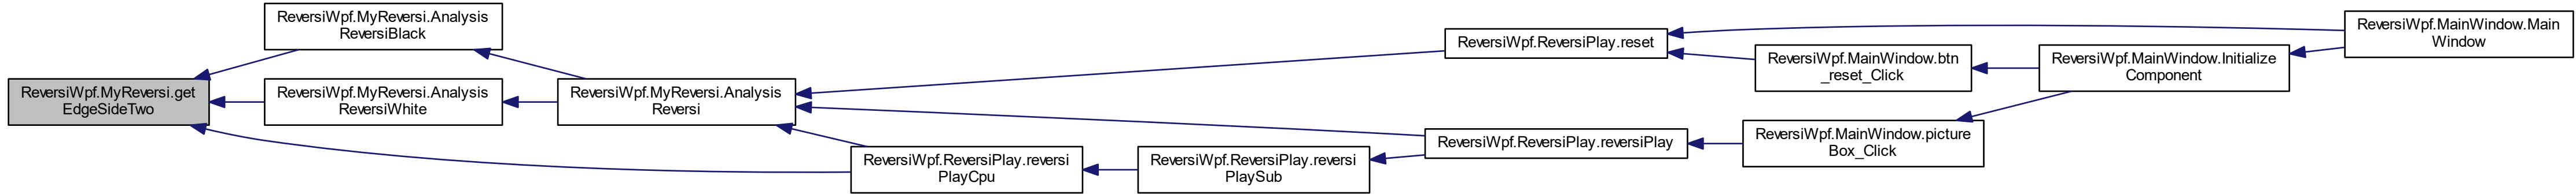 ReversiWpf.MyReversi.get
EdgeSideTwo
ReversiWpf.MyReversi.Analysis
ReversiBlack
ReversiWpf.MyReversi.Analysis
ReversiWhite
ReversiWpf.MyReversi.Analysis
Reversi
ReversiWpf.ReversiPlay.reversi
PlayCpu
ReversiWpf.ReversiPlay.reversi
PlaySub
ReversiWpf.ReversiPlay.reset
ReversiWpf.ReversiPlay.reversiPlay
ReversiWpf.MainWindow.btn
_reset_Click
ReversiWpf.MainWindow.picture
Box_Click
ReversiWpf.MainWindow.Initialize
Component
ReversiWpf.MainWindow.Main
Window